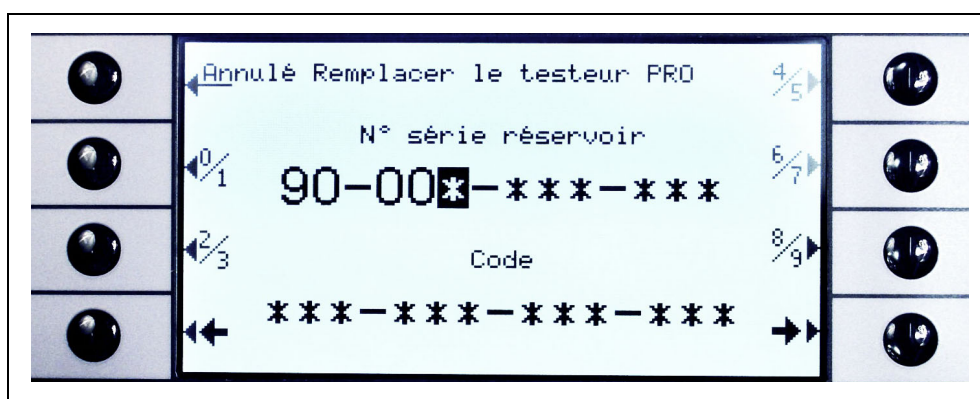 Annulé Remplacer le testeur PRO
4/5
N° série réservoir
0/1
6/7
90-00*-***-***
2/3
8/9
Code
***-***-***-***